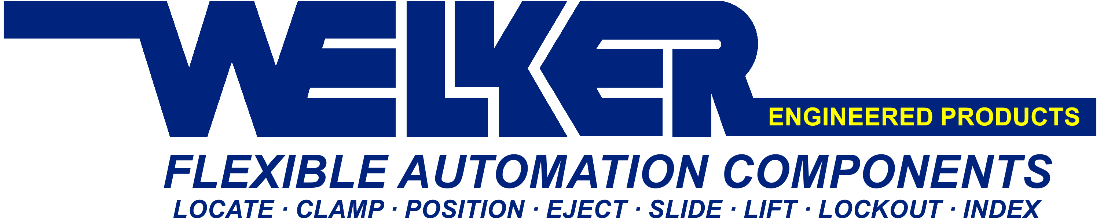 WELKER
ENGINEERED PRODUCTS
FLEXIBLE AUTOMATION COMPONENTS
LOCATE · CLAMP · POSITION · EJECT · SLIDE · LIFT · LOCKOUT · INDEX